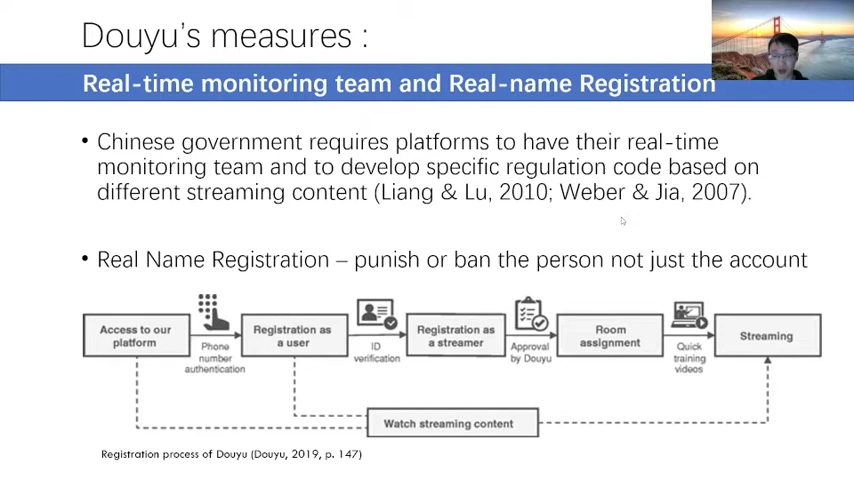 Douyu's measures :
Real-time monitoring team and Real-name Registration
• Chinese government requires platforms to have their real-time
monitoring team and to develop specific regulation code based on
different streaming content (Liang & Lu, 2010; Weber & Jia, 2007).
• Real Name Registration – punish or ban the person not just the account
Access to our
platform
Phone
number
authentication
Registration as
a user
ID
verification
Registration as
a streamer
Approval
by Douyu
Room
assignment
Quick
training
videos
Streaming
Watch streaming content
Registration process of Douyu (Douyu, 2019, p. 147)